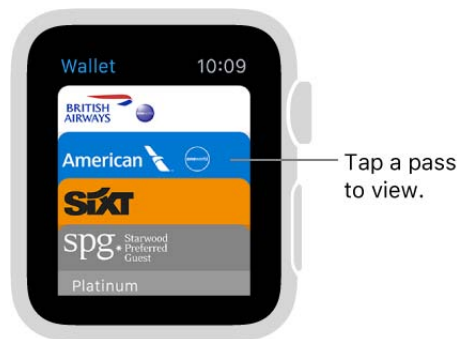 Wallet 10:09
BRITISH
AIRWAYS
American
Tap a pass
to view.
SIXT
spg. Starwood
Preferred
Guest
Platinum